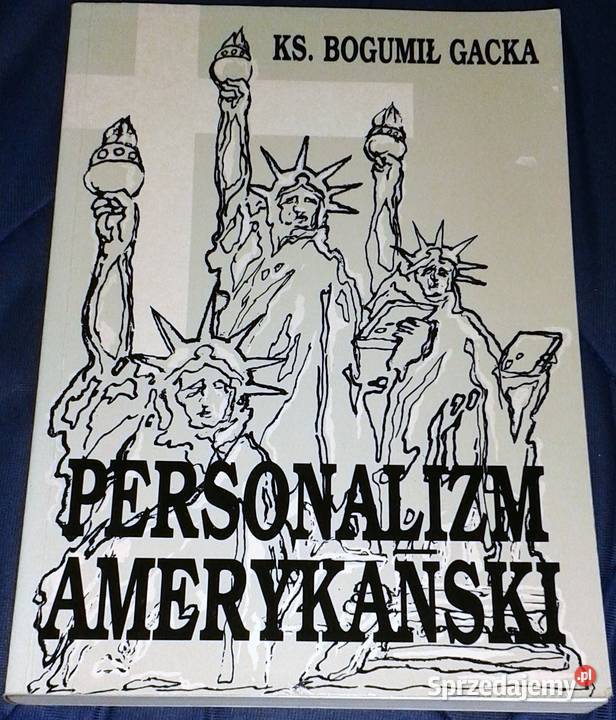 KS. BOGUMIŁ GACKA
PERSONALIZM
AMERYKAŃSKI
Sprzedajemy.pl